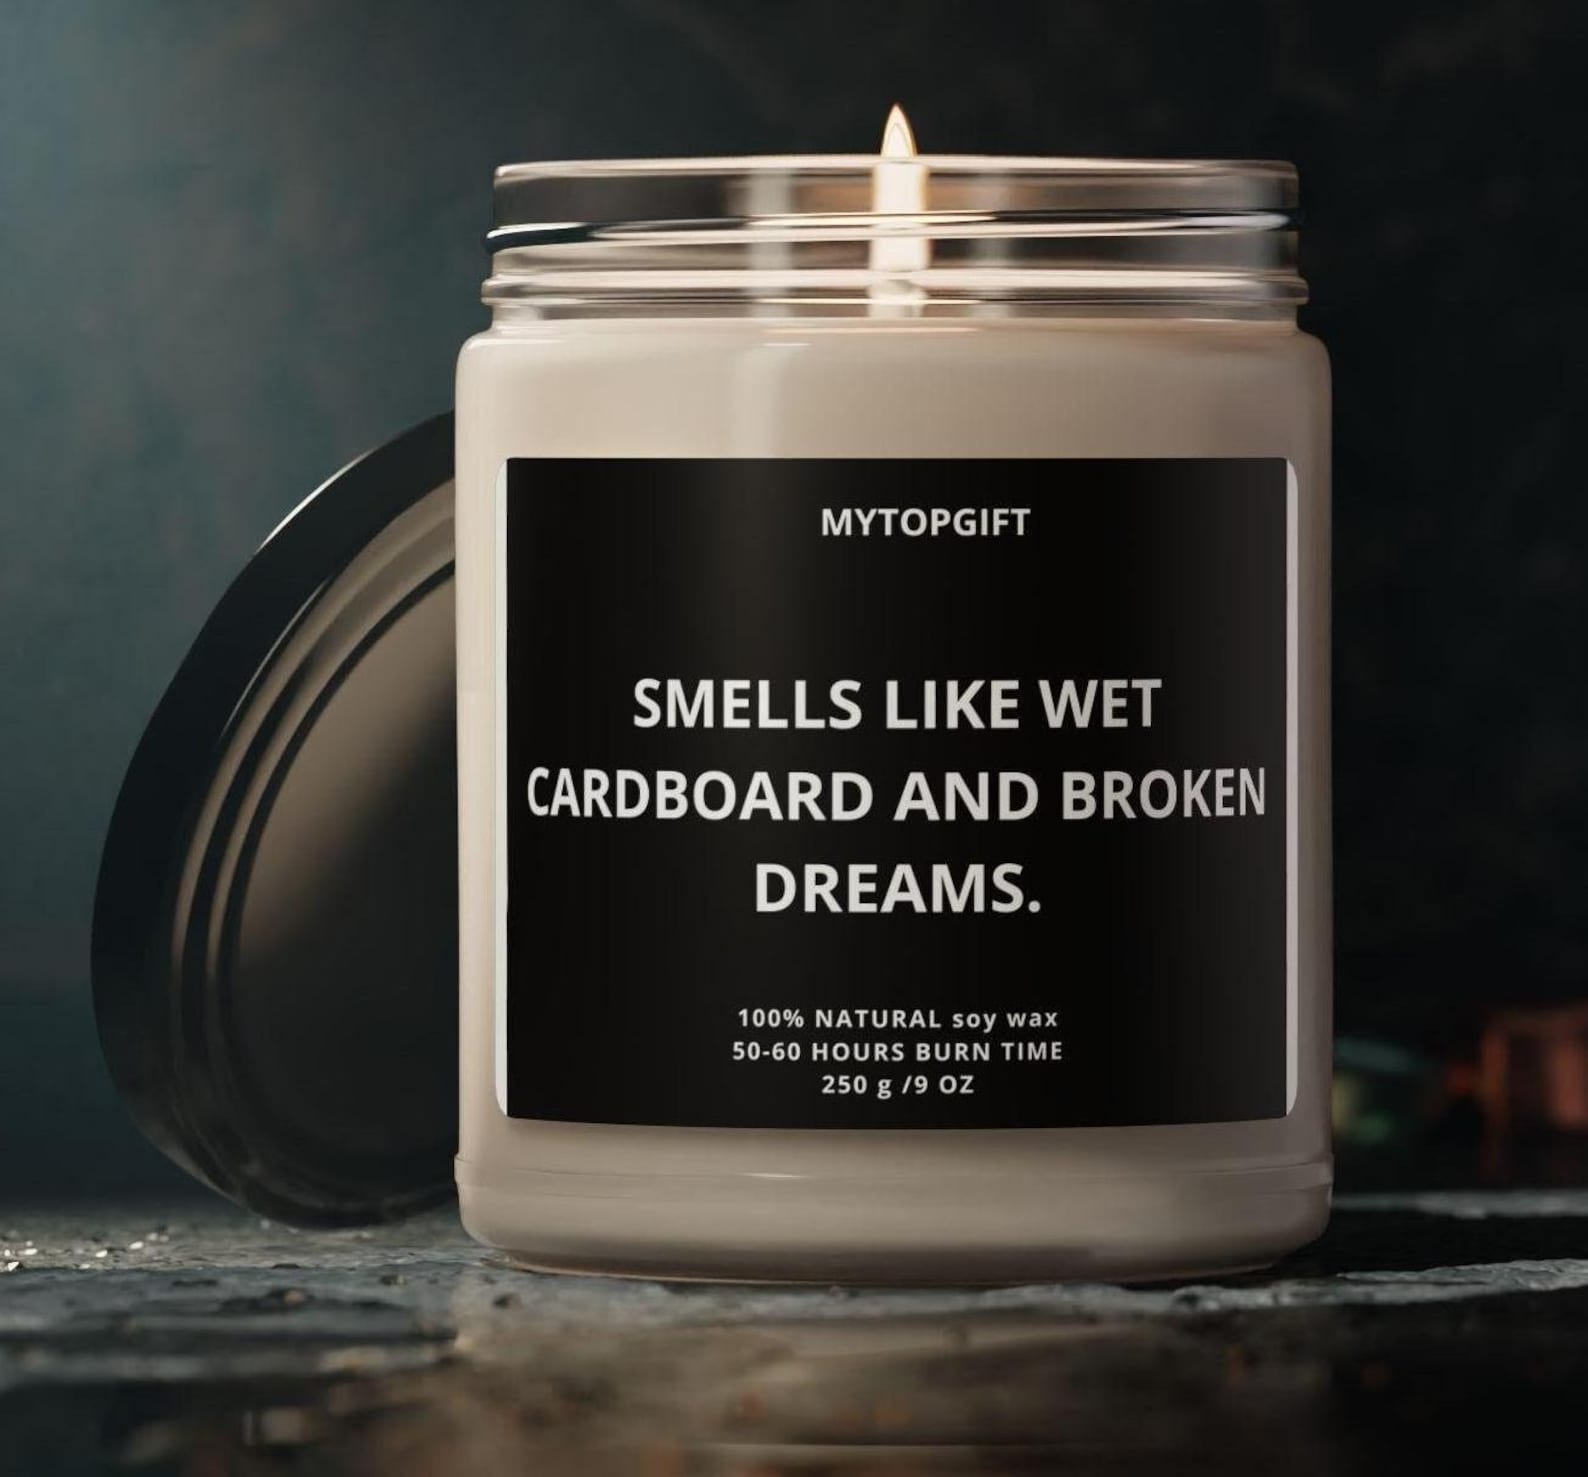 MYTOPGIFT
SMELLS LIKE WET
CARDBOARD AND BROKEN
DREAMS.
100% NATURAL soy wax
50-60 HOURS BURN TIME
250 g /9 OZ